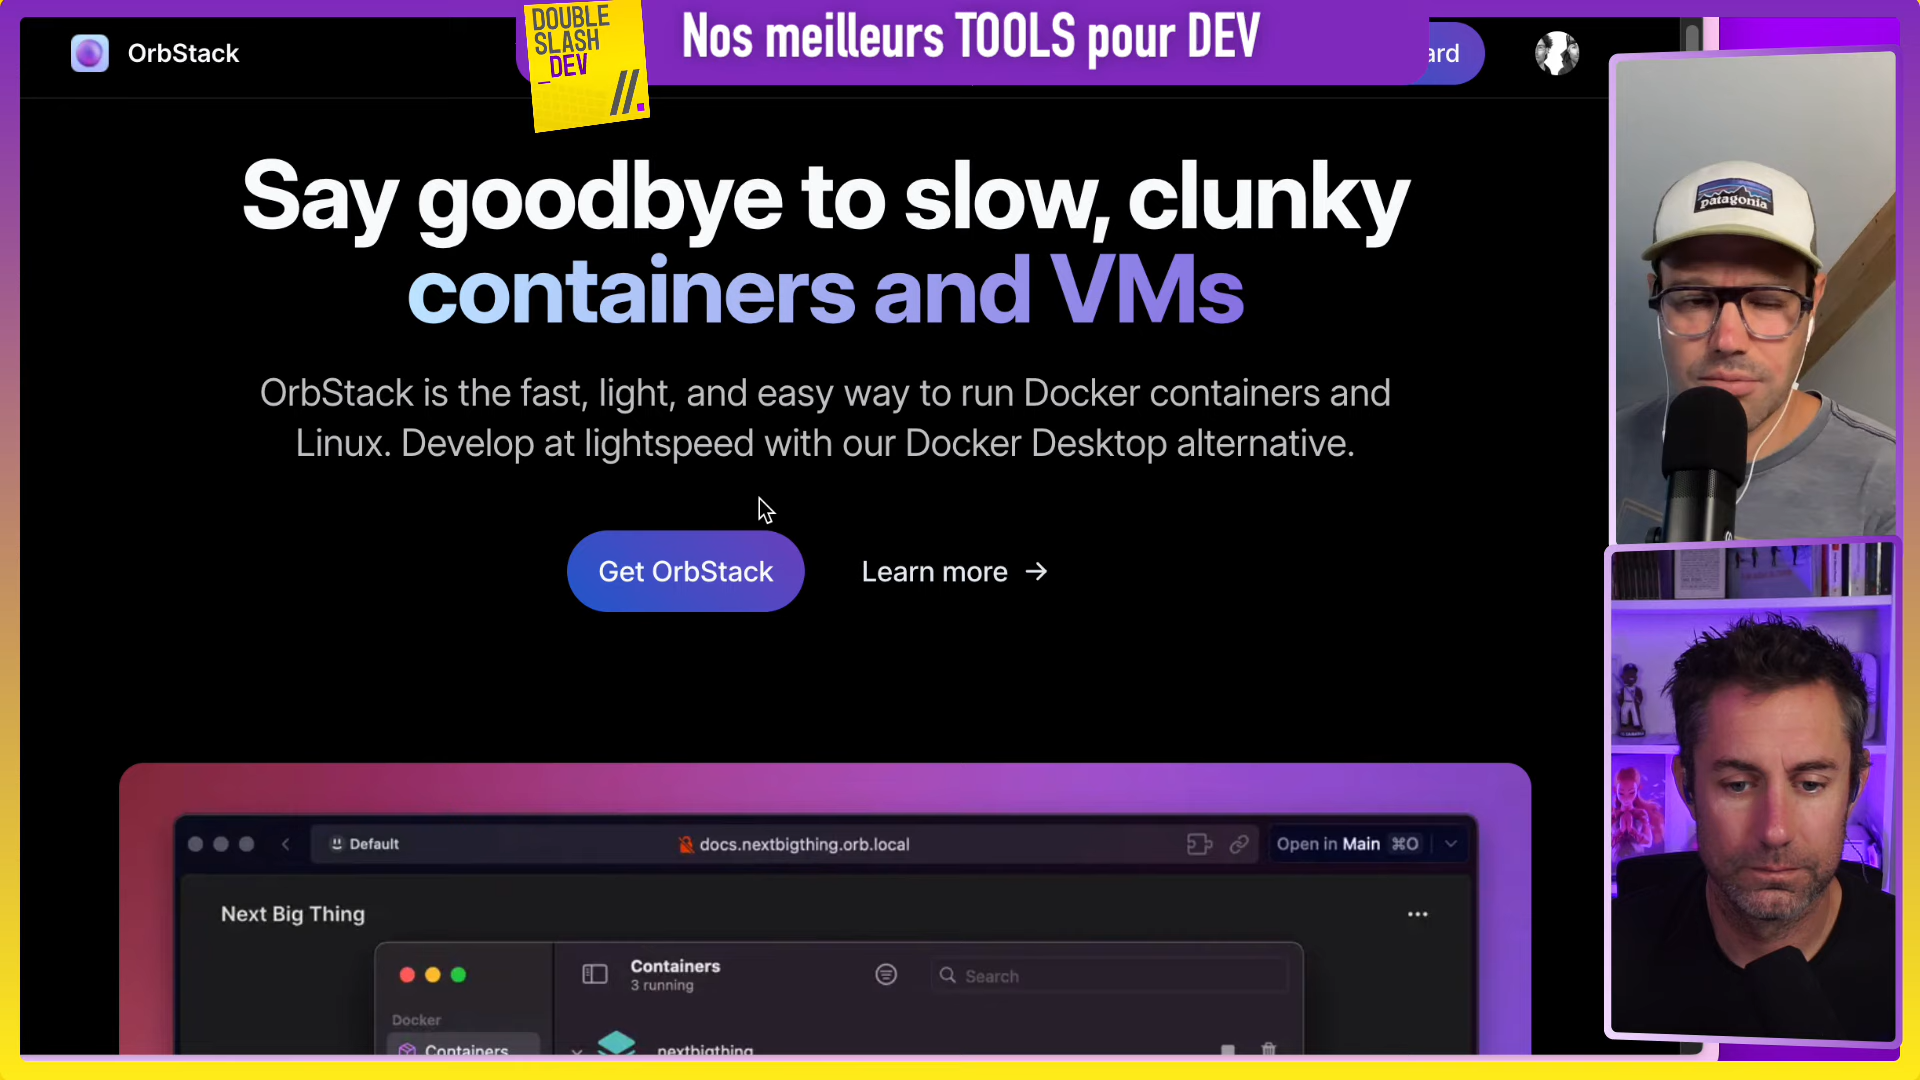 OrbStack
DOUBLE
SLASH
_DEV
//.
Nos meilleurs TOOLS pour DEV
ard
patagonia
Say goodbye to slow, clunky
containers and VMs
OrbStack is the fast, light, and easy way to run Docker containers and
Linux. Develop at lightspeed with our Docker Desktop alternative.
Get OrbStack
Learn more →
Default
docs.nextbigthing.orb.local
Open in Main ⌘O
Next Big Thing
Containers
3 running
Search
Docker
Containers
nextbigthing